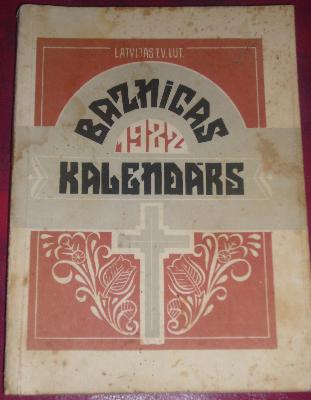 LATVIJAS EV. LUT.
BAZNĪCAS
1982
KALENDĀRS